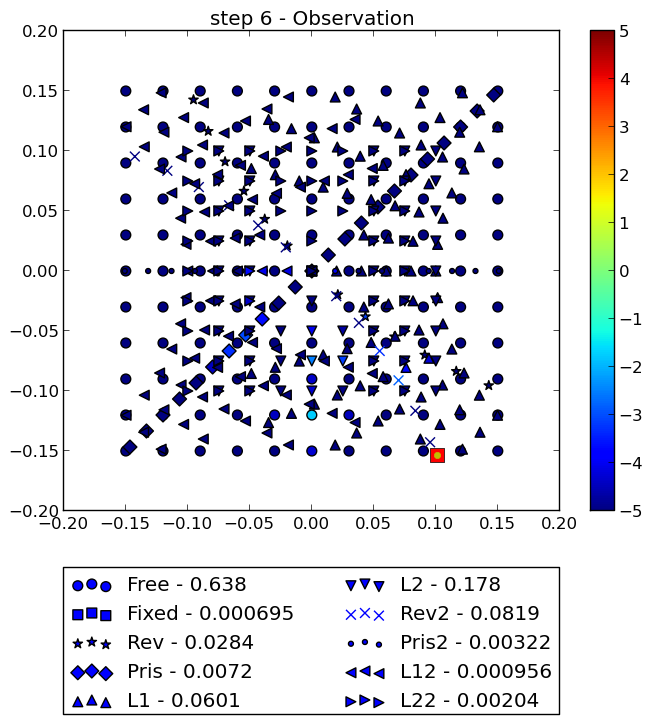 step 6 - Observation
0.20
0.15
0.10
0.05
0.00
−0.05
−0.10
−0.15
−0.20
−0.20 −0.15 −0.10 −0.05 0.00 0.05 0.10 0.15 0.20
5
4
3
2
1
0
−1
−2
−3
−4
−5
Free - 0.638
Fixed - 0.000695
Rev - 0.0284
Pris - 0.0072
L1 - 0.0601
L2 - 0.178
Rev2 - 0.0819
Pris2 - 0.00322
L12 - 0.000956
L22 - 0.00204